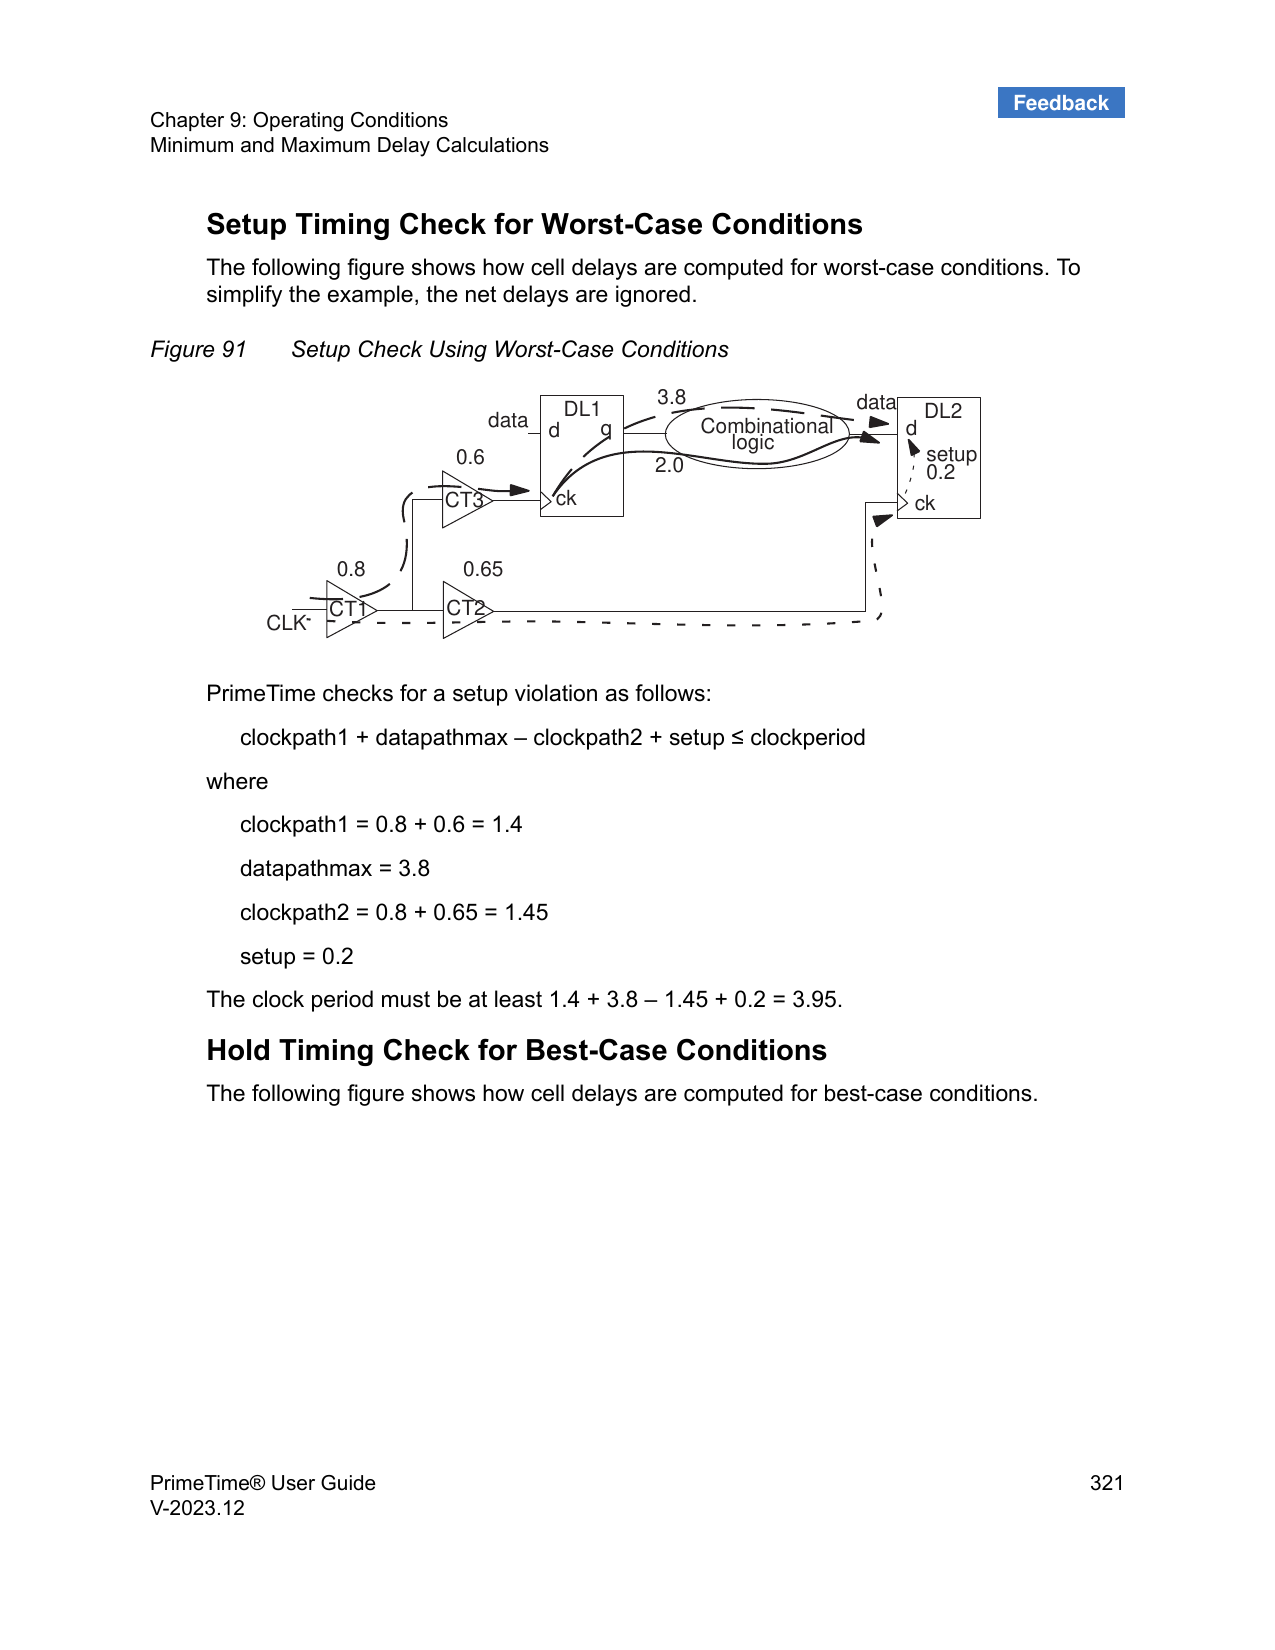 Feedback
Chapter 9: Operating Conditions
Minimum and Maximum Delay Calculations
Setup Timing Check for Worst-Case Conditions
The following figure shows how cell delays are computed for worst-case conditions. To
simplify the example, the net delays are ignored.
Figure 91 Setup Check Using Worst-Case Conditions
3.8
data
DL1
DL2
data
d
q
Combinational
logic
d
0.6
2.0
setup
0.2
CT3
ck
ck
0.8
0.65
CT1
CT2
CLK
PrimeTime checks for a setup violation as follows:
clockpath1 + datapathmax – clockpath2 + setup ≤ clockperiod
where
clockpath1 = 0.8 + 0.6 = 1.4
datapathmax = 3.8
clockpath2 = 0.8 + 0.65 = 1.45
setup = 0.2
The clock period must be at least 1.4 + 3.8 – 1.45 + 0.2 = 3.95.
Hold Timing Check for Best-Case Conditions
The following figure shows how cell delays are computed for best-case conditions.
PrimeTime® User Guide 321
V-2023.12